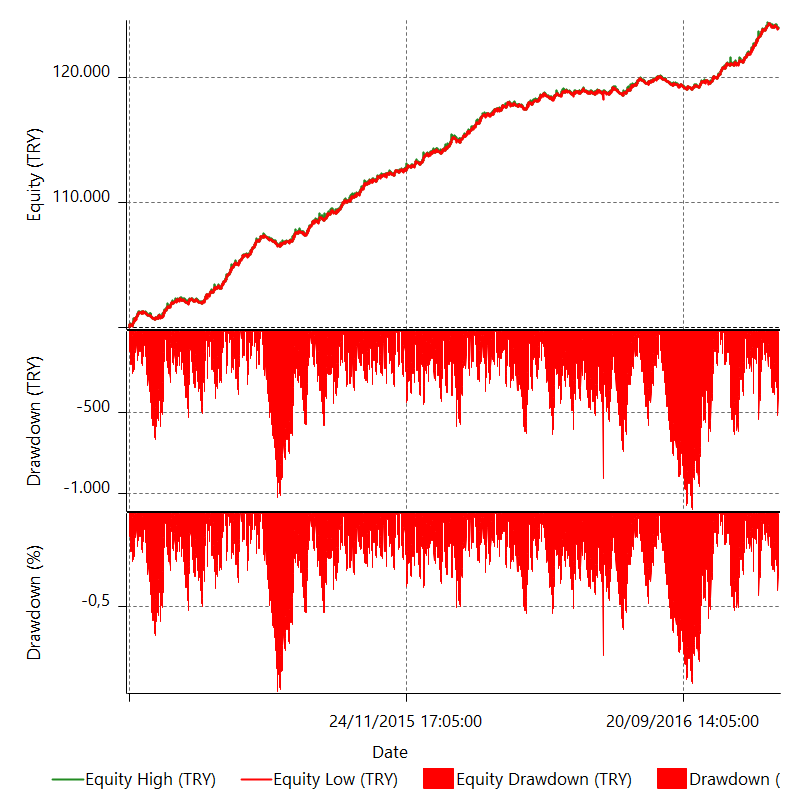 120.000
110.000
Equity (TRY)
-500
-1.000
Drawdown (TRY)
-0,5
Drawdown (%)
24/11/2015 17:05:00 20/09/2016 14:05:00
Date
Equity High (TRY) Equity Low (TRY) Equity Drawdown (TRY) Drawdown (